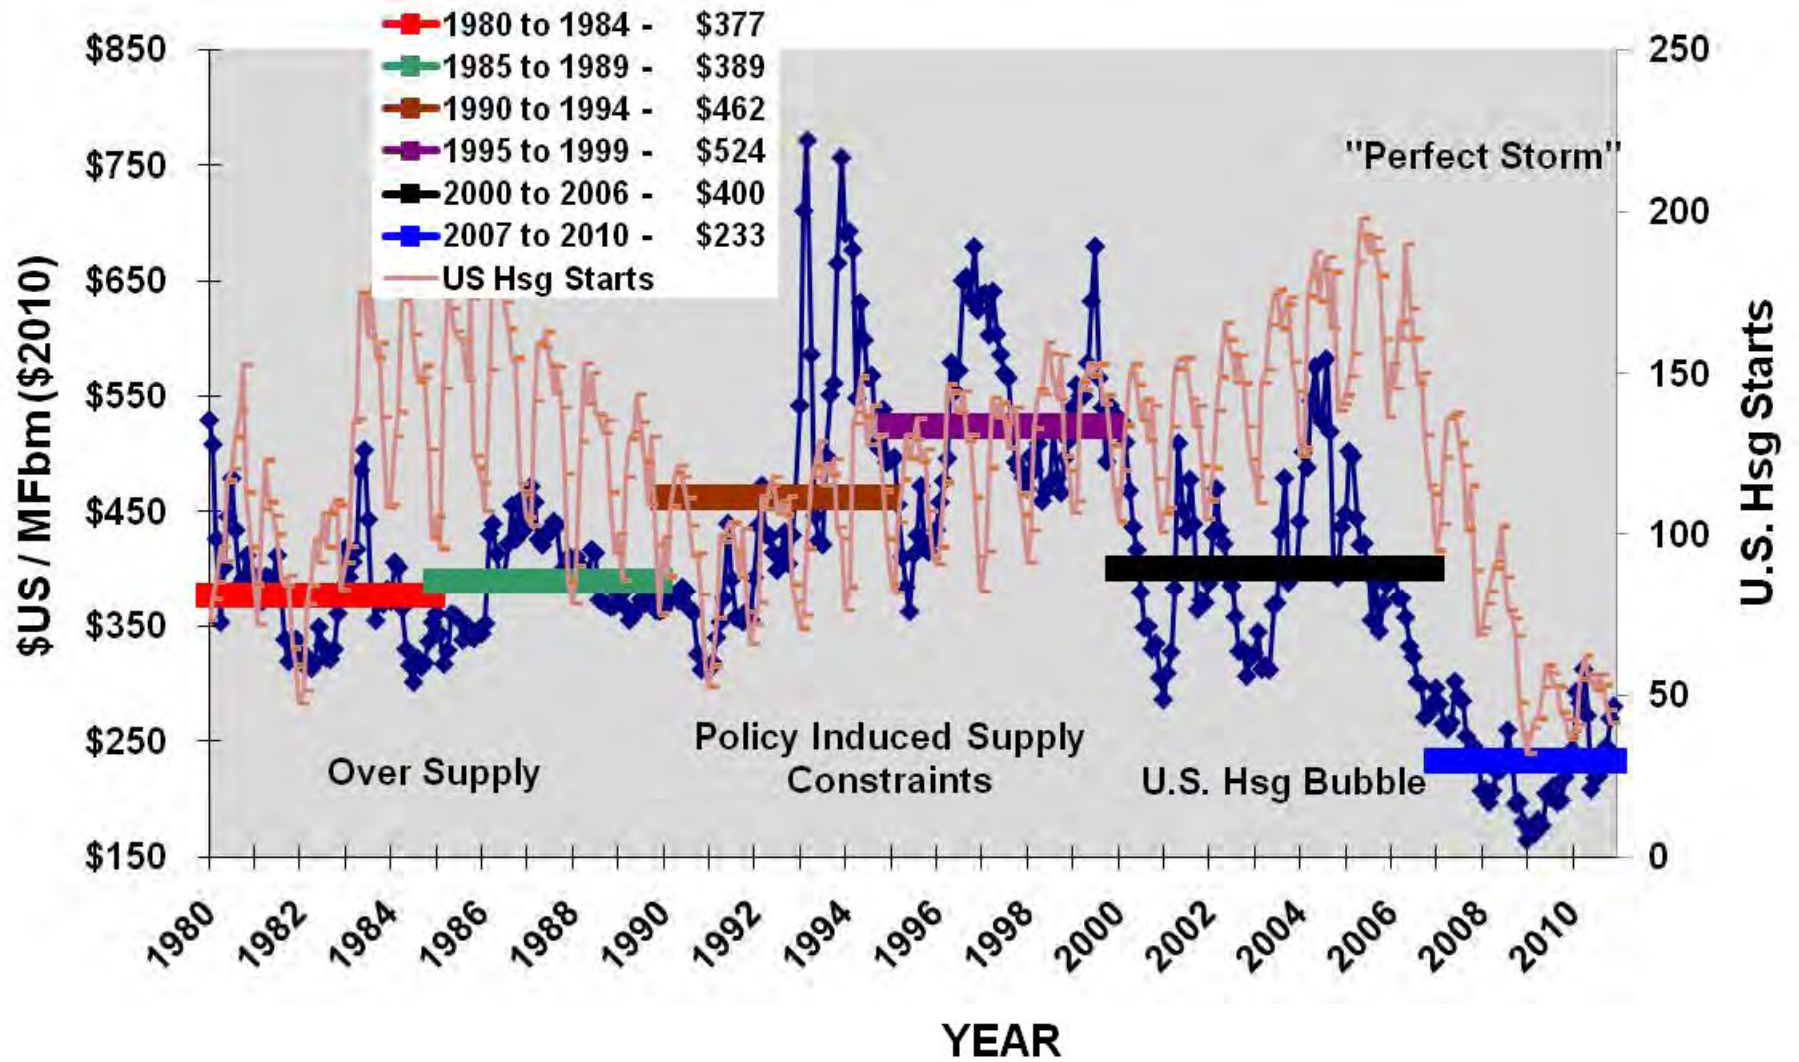 1980 to 1984 - $377
1985 to 1989 - $389
1990 to 1994 - $462
1995 to 1999 - $524
2000 to 2006 - $400
2007 to 2010 - $233
US Hsg Starts
$850
$750
$650
$550
$450
$350
$250
$150
$US / MFbm ($2010)
250
200
150
100
50
0
U.S. Hsg Starts
"Perfect Storm"
Over Supply
Policy Induced Supply
Constraints
U.S. Hsg Bubble
1980
1982
1984
1986
1988
1990
1992
1994
1996
1998
2000
2002
2004
2006
2008
2010
YEAR